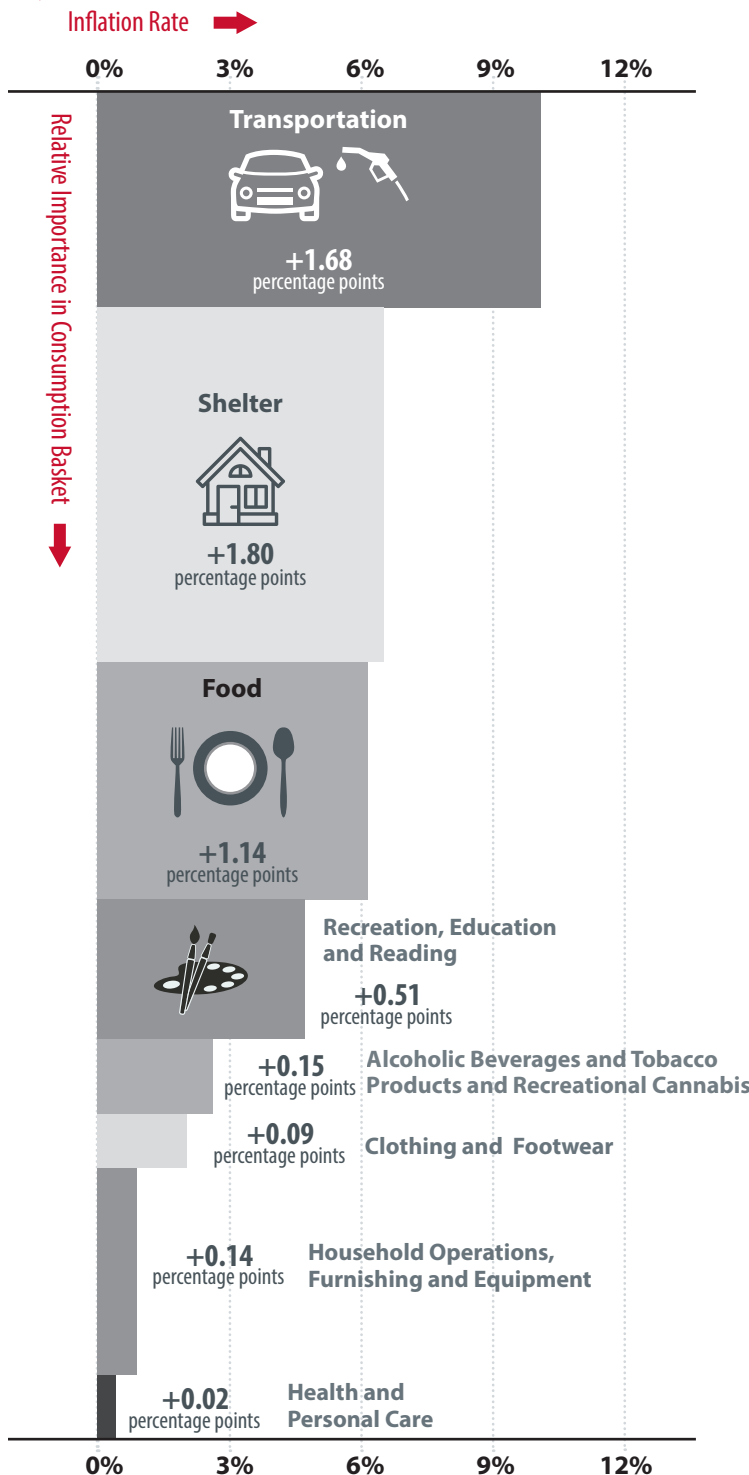 Inflation Rate
0% 3% 6% 9% 12%
Relative Importance in Consumption Basket
Transportation
+1.68
percentage points
Shelter
+1.80
percentage points
Food
+1.14
percentage points
Recreation, Education
and Reading
+0.51
percentage points
+0.15
percentage points
Alcoholic Beverages and Tobacco
Products and Recreational Cannabis
+0.09
percentage points
Clothing and Footwear
+0.14
percentage points
Household Operations,
Furnishing and Equipment
+0.02
percentage points
Health and
Personal Care
0% 3% 6% 9% 12%